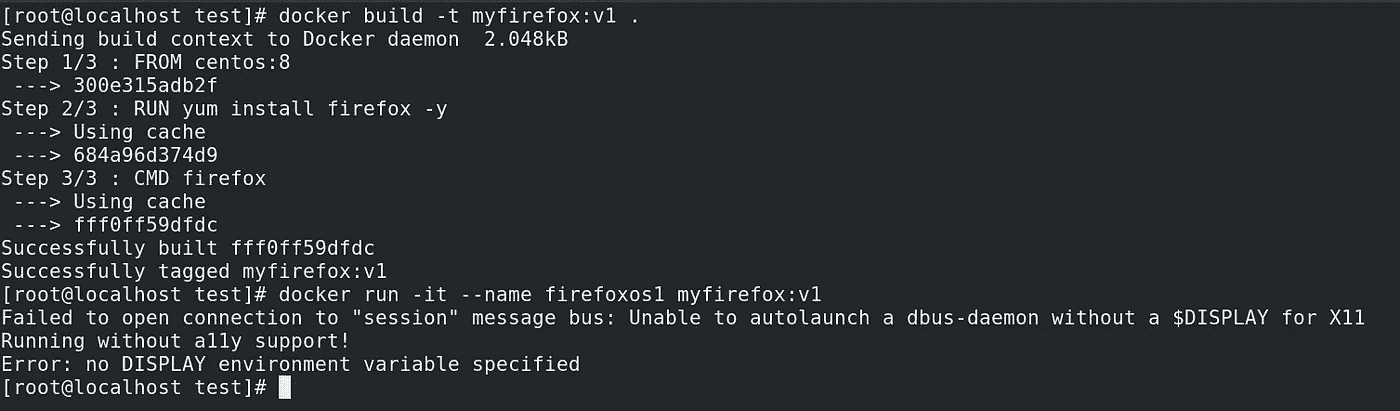 [root@localhost test]# docker build -t myfirefox:v1 .
Sending build context to Docker daemon  2.048kB
Step 1/3 : FROM centos:8
 ---> 300e315adb2f
Step 2/3 : RUN yum install firefox -y
 ---> Using cache
 ---> 684a96d374d9
Step 3/3 : CMD firefox
 ---> Using cache
 ---> fff0ff59dfdc
Successfully built fff0ff59dfdc
Successfully tagged myfirefox:v1
[root@localhost test]# docker run -it --name firefoxos1 myfirefox:v1
Failed to open connection to "session" message bus: Unable to autolaunch a dbus-daemon without a $DISPLAY for X11
Running without a11y support!
Error: no DISPLAY environment variable specified
[root@localhost test]#